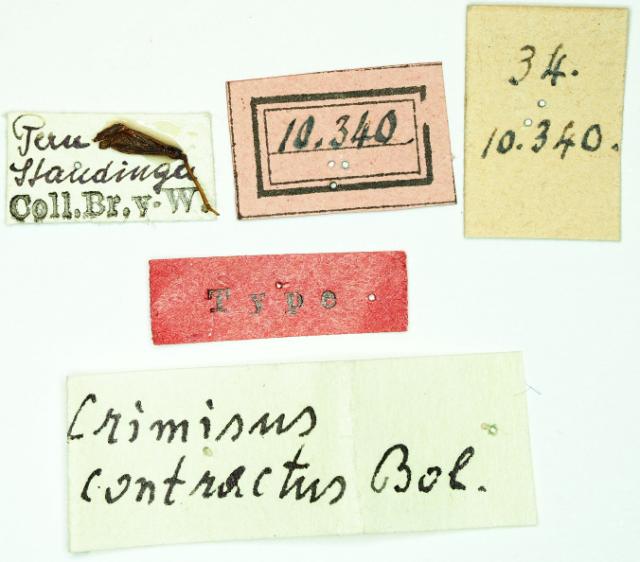 Peru
Staudinger
Coll.Br.v.W.
10.340
34.
10.340.
Type
Crimisus
contractus Bol.